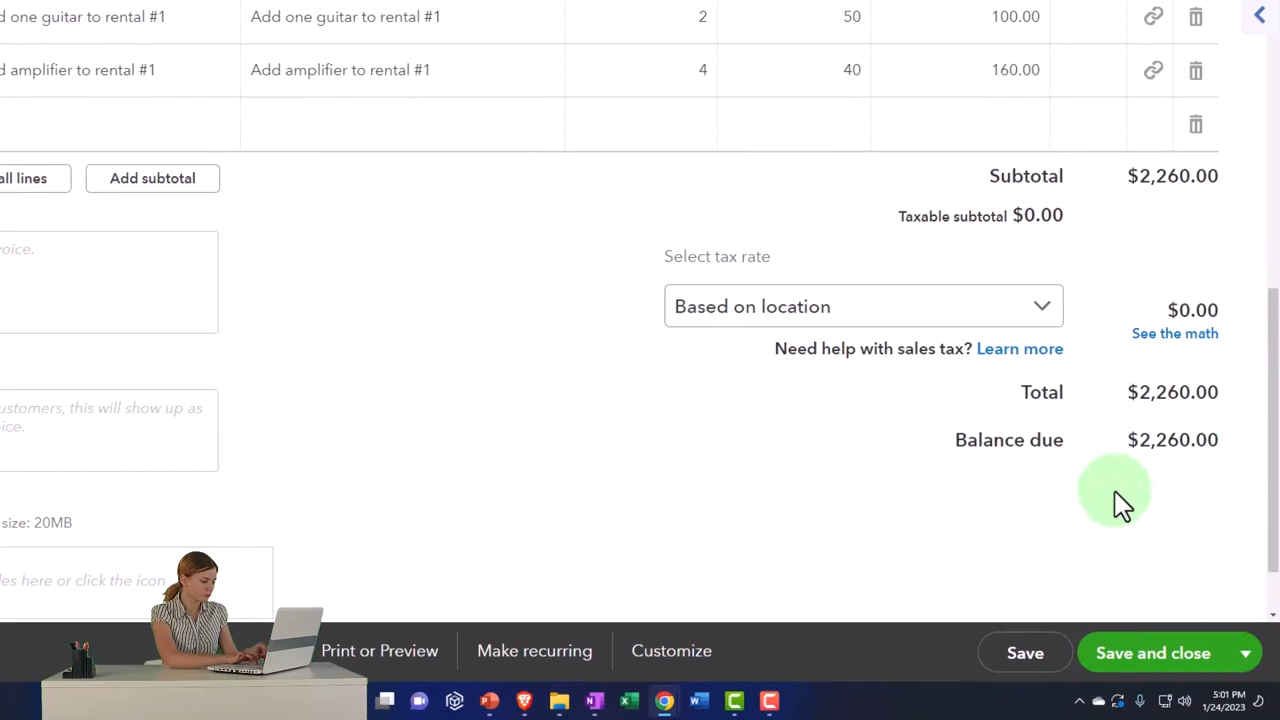 d one guitar to rental #1 Add one guitar to rental #1 2 50 100.00
d amplifier to rental #1 Add amplifier to rental #1 4 40 160.00
all lines Add subtotal Subtotal $2,260.00
Taxable subtotal $0.00
voice.
Select tax rate
Based on location $0.00
See the math
Need help with sales tax? Learn more
Total $2,260.00
ustomers, this will show up as
ice.
Balance due $2,260.00
size: 20MB
les here or click the icon
Print or Preview Make recurring Customize Save Save and close
5:01 PM
1/24/2023